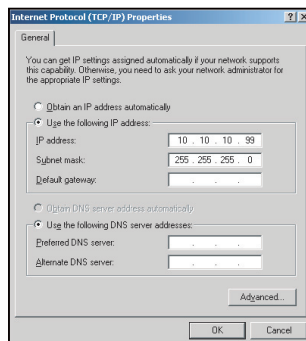 Internet Protocol (TCP/IP) Properties
General
You can get IP settings assigned automatically if your network supports
this capability. Otherwise, you need to ask your network administrator for
the appropriate IP settings.
Obtain an IP address automatically
Use the following IP address:
IP address: 10 . 10 . 10 . 99
Subnet mask: 255 . 255 . 255 . 0
Default gateway: . . .
Obtain DNS server address automatically
Use the following DNS server addresses:
Preferred DNS server: . . .
Alternate DNS server: . . .
Advanced...
OK Cancel